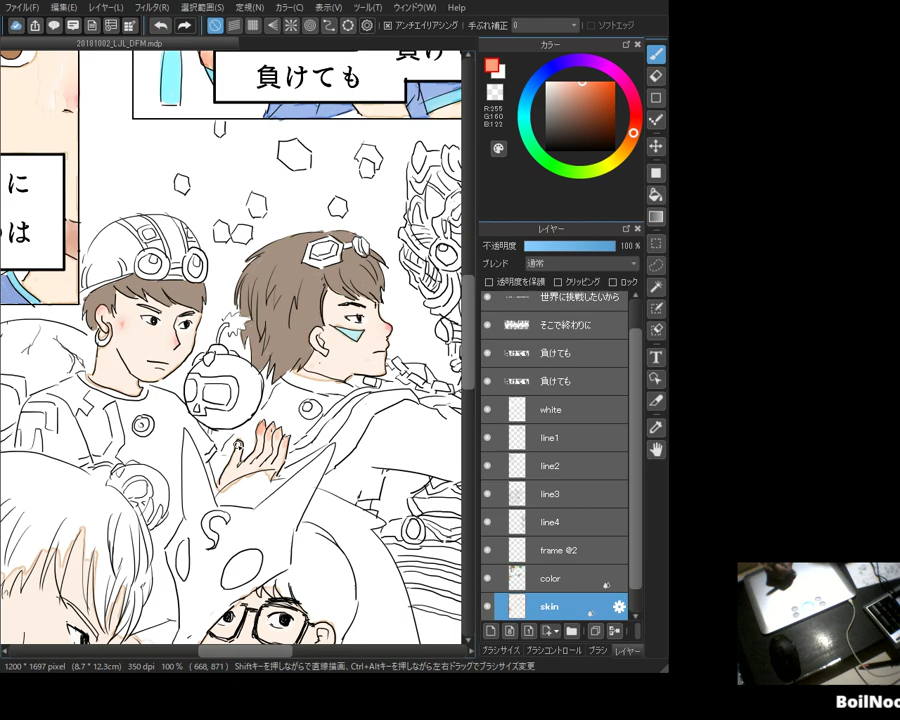 ファイル(F) 編集(E) レイヤー(L) フィルタ(R) 選択範囲(S) 定規(N) カラー(C) 表示(V) ツール(T) ウィンドウ(W) Help
アンチエイリアシング 手ぶれ補正 0 ソフトエッジ
20181002_LJL_DFM.mdp
カラー
負けても
R:255
G:160
B:122
に
は
レイヤー
不透明度 100 %
ブレンド 通常
透明度を保護 クリッピング ロック
世界に挑戦したいから
そこで終わりに
負けても
負けても
white
line1
line2
line3
line4
frame @2
color
skin
S
ブラシサイズ ブラシコントロール ブラシ レイヤー
1200 * 1697 pixel (8.7 * 12.3cm) 350 dpi 100 % ( 668, 871 ) Shiftキーを押しながらで直線描画、Ctrl+Altキーを押しながら左右ドラッグでブラシサイズ変更
BoilNoo